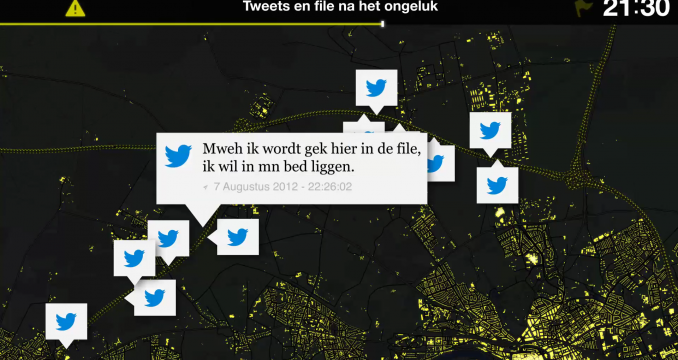 Tweets en file na het ongeluk
21:30
Mweh ik wordt gek hier in de file,
ik wil in mn bed liggen.
7 Augustus 2012 - 22:26:02